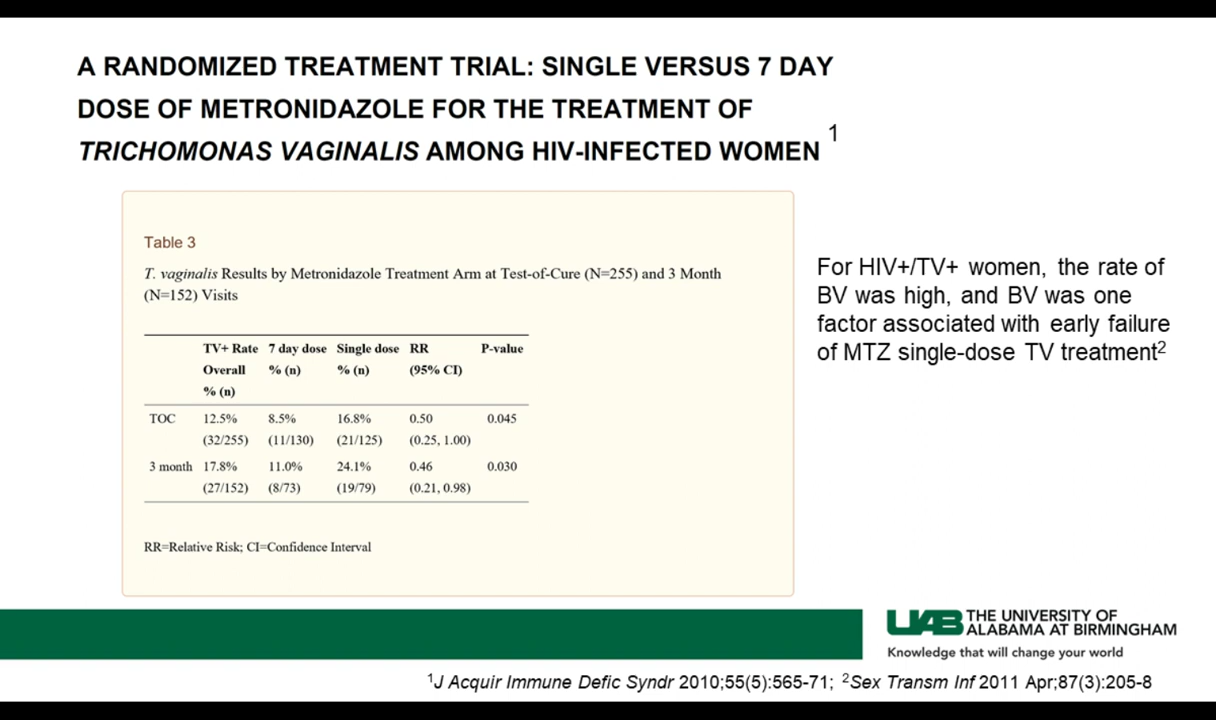 A RANDOMIZED TREATMENT TRIAL: SINGLE VERSUS 7 DAY
DOSE OF METRONIDAZOLE FOR THE TREATMENT OF
TRICHOMONAS VAGINALIS AMONG HIV-INFECTED WOMEN 1
Table 3
T. vaginalis Results by Metronidazole Treatment Arm at Test-of-Cure (N=255) and 3 Month
(N=152) Visits
TV+ Rate 7 day dose Single dose RR P-value
Overall % (n) % (n) (95% CI)
% (n)
TOC 12.5% 8.5% 16.8% 0.50 0.045
(32/255) (11/130) (21/125) (0.25, 1.00)
3 month 17.8% 11.0% 24.1% 0.46 0.030
(27/152) (8/73) (19/79) (0.21, 0.98)
RR=Relative Risk; CI=Confidence Interval
For HIV+/TV+ women, the rate of
BV was high, and BV was one
factor associated with early failure
of MTZ single-dose TV treatment2
UAB THE UNIVERSITY OF
ALABAMA AT BIRMINGHAM
Knowledge that will change your world
1J Acquir Immune Defic Syndr 2010;55(5):565-71; 2Sex Transm Inf 2011 Apr;87(3):205-8